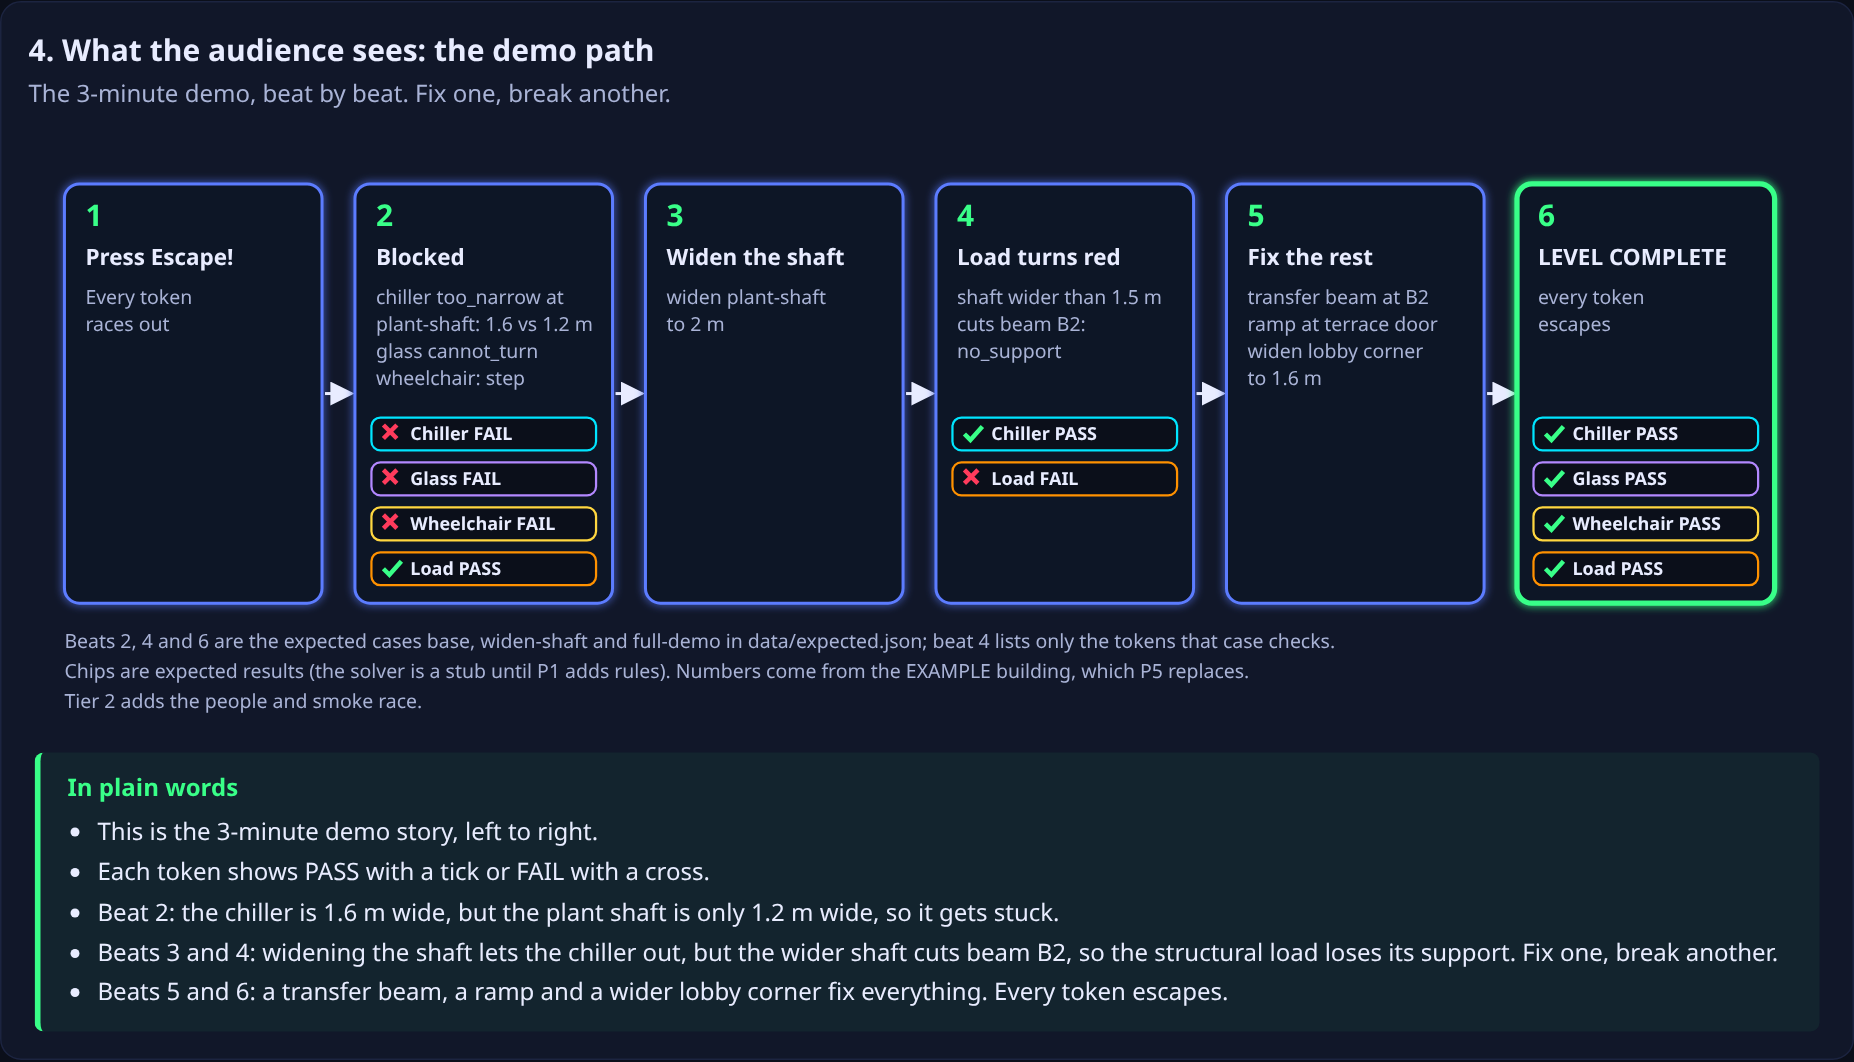 4. What the audience sees: the demo path
The 3-minute demo, beat by beat. Fix one, break another.
1
Press Escape!
Every token
races out
2
Blocked
chiller too_narrow at
plant-shaft: 1.6 vs 1.2 m
glass cannot_turn
wheelchair: step
Chiller FAIL
Glass FAIL
Wheelchair FAIL
Load PASS
3
Widen the shaft
widen plant-shaft
to 2 m
4
Load turns red
shaft wider than 1.5 m
cuts beam B2:
no_support
Chiller PASS
Load FAIL
5
Fix the rest
transfer beam at B2
ramp at terrace door
widen lobby corner
to 1.6 m
6
LEVEL COMPLETE
every token
escapes
Chiller PASS
Glass PASS
Wheelchair PASS
Load PASS
Beats 2, 4 and 6 are the expected cases base, widen-shaft and full-demo in data/expected.json; beat 4 lists only the tokens that case checks.
Chips are expected results (the solver is a stub until P1 adds rules). Numbers come from the EXAMPLE building, which P5 replaces.
Tier 2 adds the people and smoke race.
In plain words
• This is the 3-minute demo story, left to right.
• Each token shows PASS with a tick or FAIL with a cross.
• Beat 2: the chiller is 1.6 m wide, but the plant shaft is only 1.2 m wide, so it gets stuck.
• Beats 3 and 4: widening the shaft lets the chiller out, but the wider shaft cuts beam B2, so the structural load loses its support. Fix one, break another.
• Beats 5 and 6: a transfer beam, a ramp and a wider lobby corner fix everything. Every token escapes.